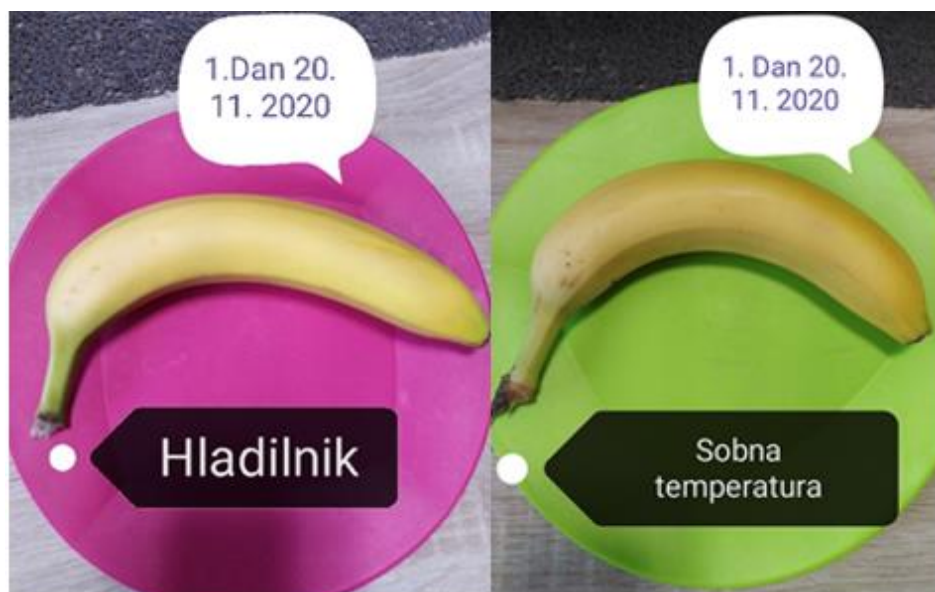 1.Dan 20.
11. 2020
Hladilnik
1. Dan 20.
11. 2020
Sobna
temperatura